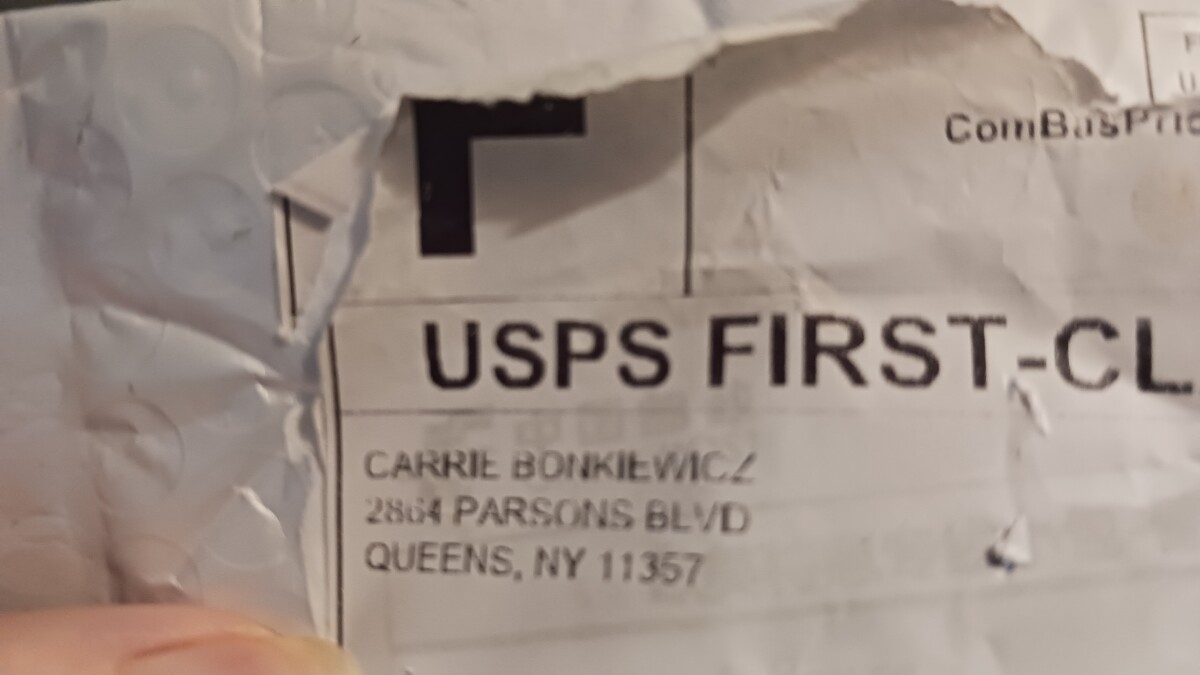 F
ComBasPric
USPS FIRST-CL
CARRIE BONKIEWICZ
2864 PARSONS BLVD
QUEENS, NY 11357